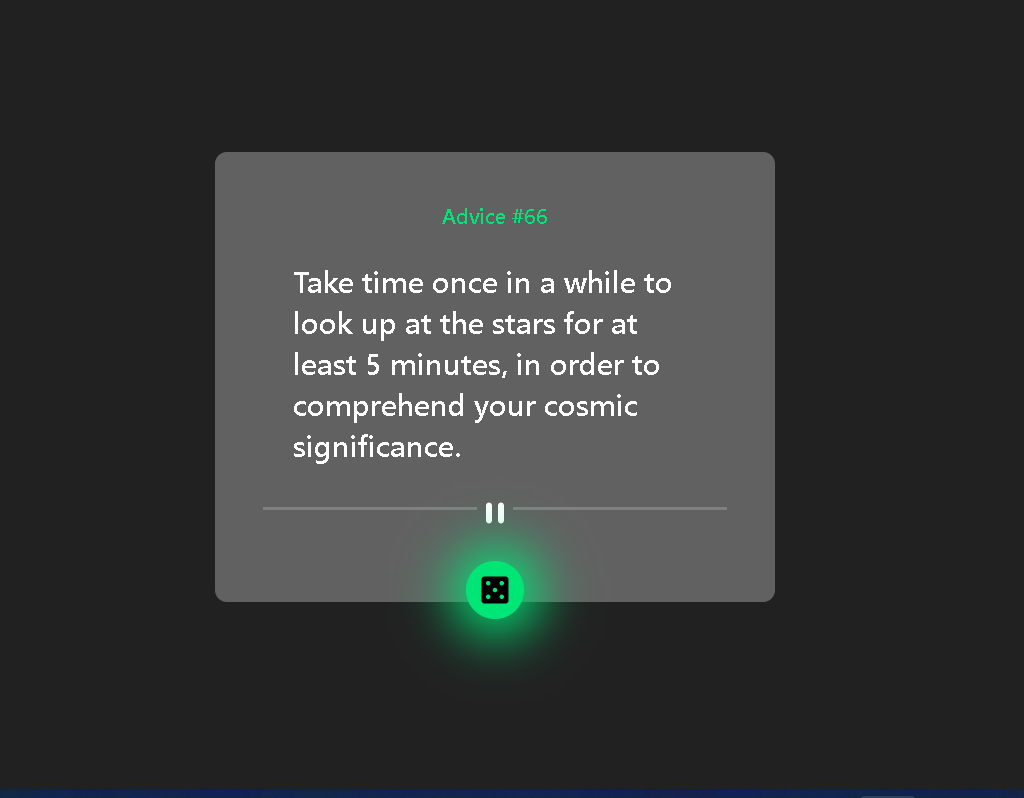 Advice #66
Take time once in a while to
look up at the stars for at
least 5 minutes, in order to
comprehend your cosmic
significance.